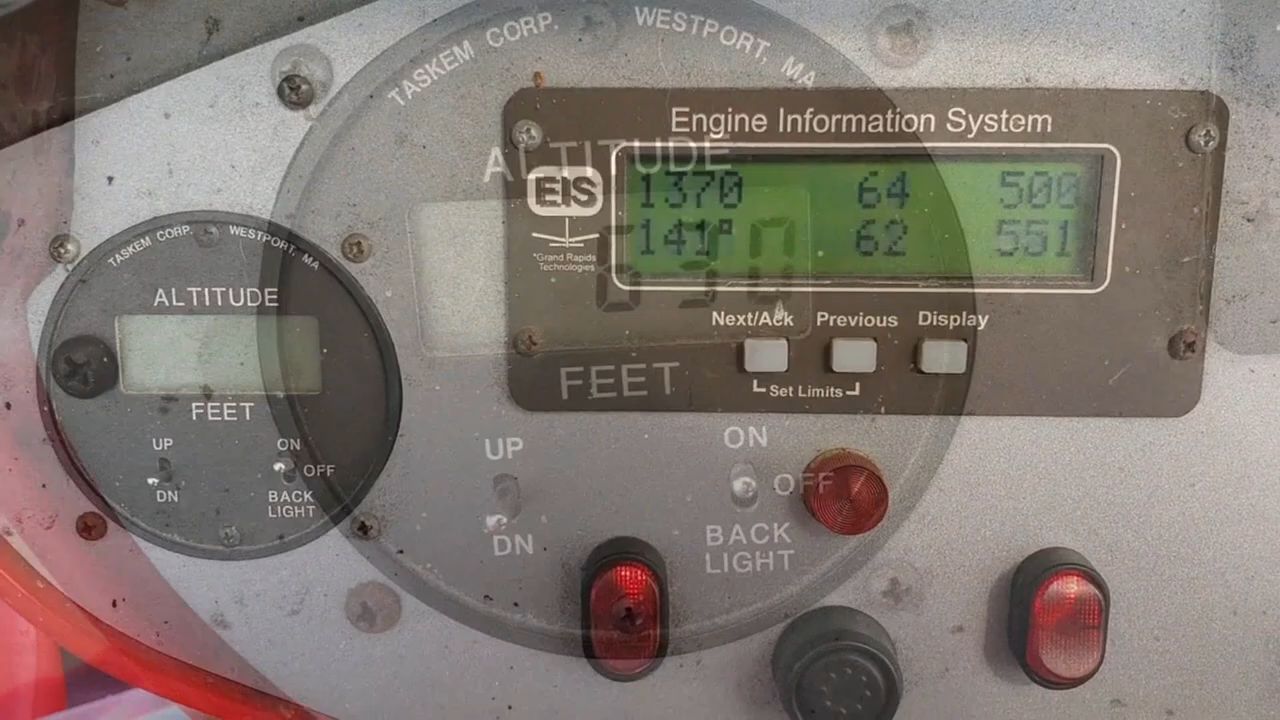 TASKEM CORP. WESTPORT, MA
ALTITUDE
630
FEET
UP
DN
ON
OFF
BACK
LIGHT
Engine Information System
EIS
*Grand Rapids
Technologies
1370 64 500
141° 62 551
Next/Ack Previous Display
Set Limits
TASKEM CORP. WESTPORT, MA
ALTITUDE
FEET
UP
DN
ON
OFF
BACK
LIGHT